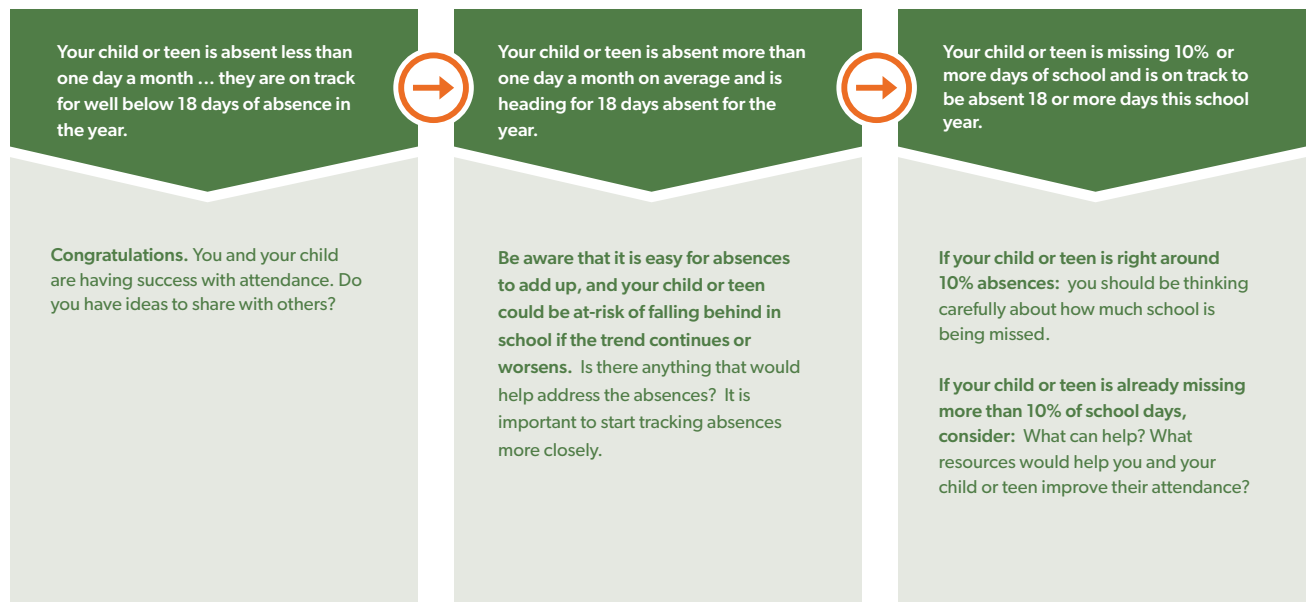 Your child or teen is absent less than
one day a month ... they are on track
for well below 18 days of absence in
the year.
Congratulations. You and your child
are having success with attendance. Do
you have ideas to share with others?
Your child or teen is absent more than
one day a month on average and is
heading for 18 days absent for the
year.
Be aware that it is easy for absences
to add up, and your child or teen
could be at-risk of falling behind in
school if the trend continues or
worsens. Is there anything that would
help address the absences? It is
important to start tracking absences
more closely.
Your child or teen is missing 10% or
more days of school and is on track to
be absent 18 or more days this school
year.
If your child or teen is right around
10% absences: you should be thinking
carefully about how much school is
being missed.
If your child or teen is already missing
more than 10% of school days,
consider: What can help? What
resources would help you and your
child or teen improve their attendance?